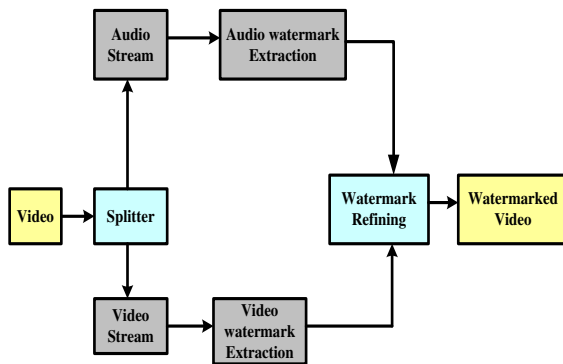 Audio
Stream
Audio watermark
Extraction
Video
Splitter
Watermark
Refining
Watermarked
Video
Video
Stream
Video
watermark
Extraction